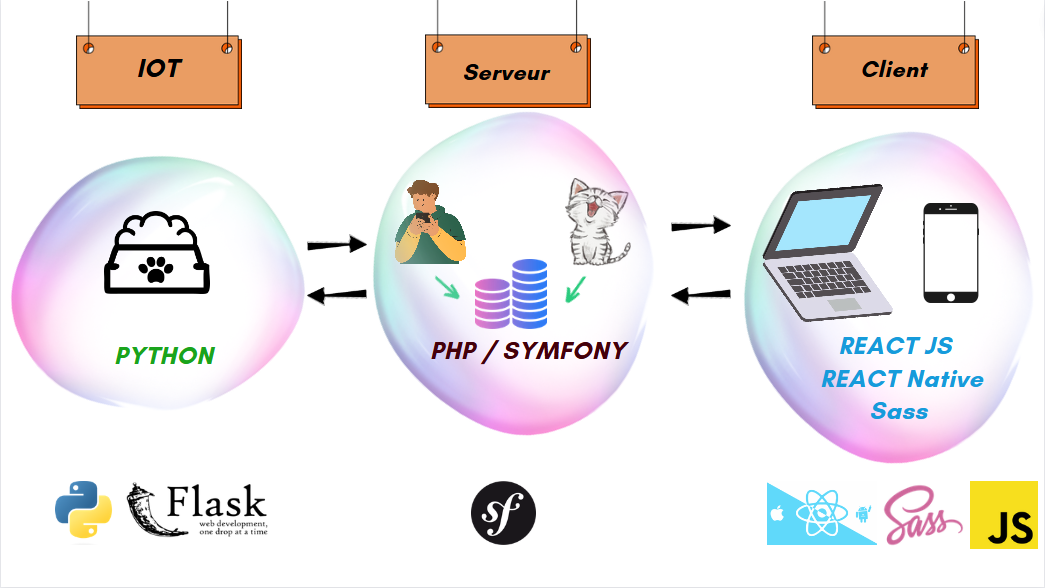 IOT
Serveur
Client
PYTHON
PHP / SYMFONY
REACT JS
REACT Native
Sass
Flask
web development,
one drop at a time
sf
Sass
JS